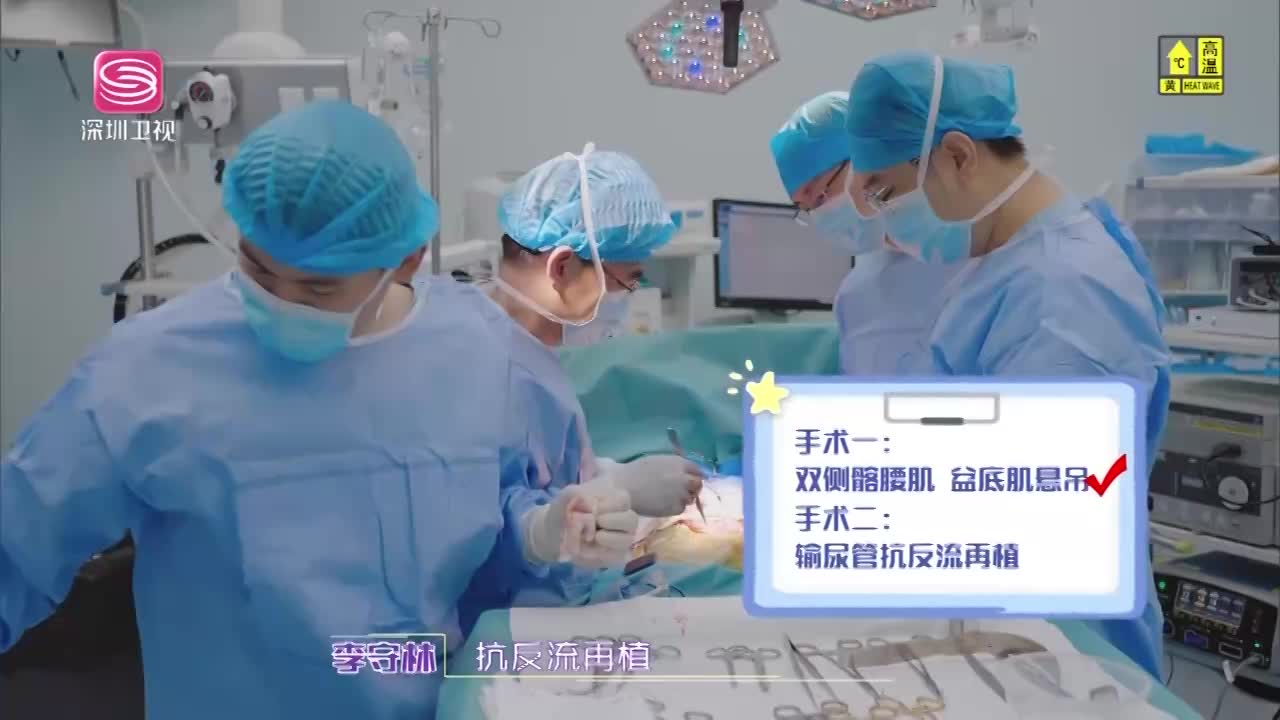 深圳卫视
高温
℃
黄 HEAT WAVE
手术一：
双侧髂腰肌 盆底肌悬吊
手术二：
输尿管抗反流再植
李守林 抗反流再植